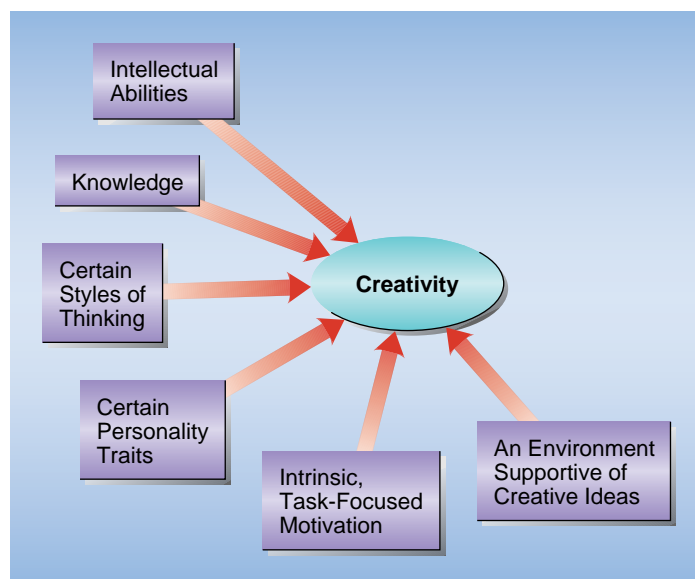 Intellectual
Abilities
Knowledge
Certain
Styles of
Thinking
Creativity
Certain
Personality
Traits
Intrinsic,
Task-Focused
Motivation
An Environment
Supportive of
Creative Ideas